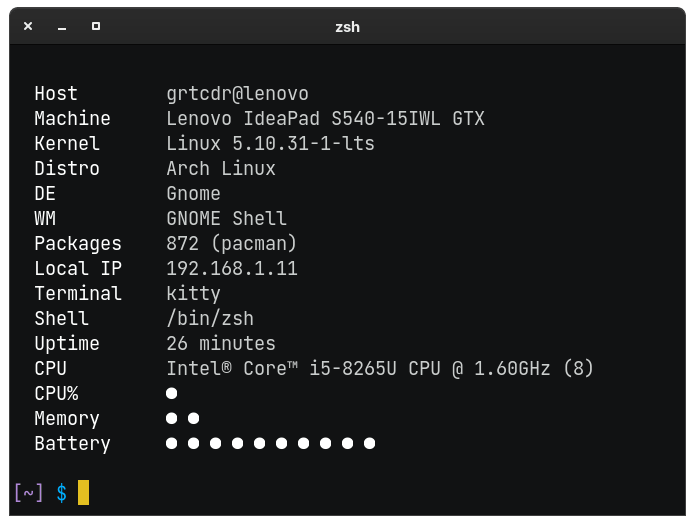 zsh
Host grtcdr@lenovo
Machine Lenovo IdeaPad S540-15IWL GTX
Kernel Linux 5.10.31-1-lts
Distro Arch Linux
DE Gnome
WM GNOME Shell
Packages 872 (pacman)
Local IP 192.168.1.11
Terminal kitty
Shell /bin/zsh
Uptime 26 minutes
CPU Intel® Core™ i5-8265U CPU @ 1.60GHz (8)
CPU% ●
Memory ● ●
Battery ● ● ● ● ● ● ● ● ● ●
[~] $